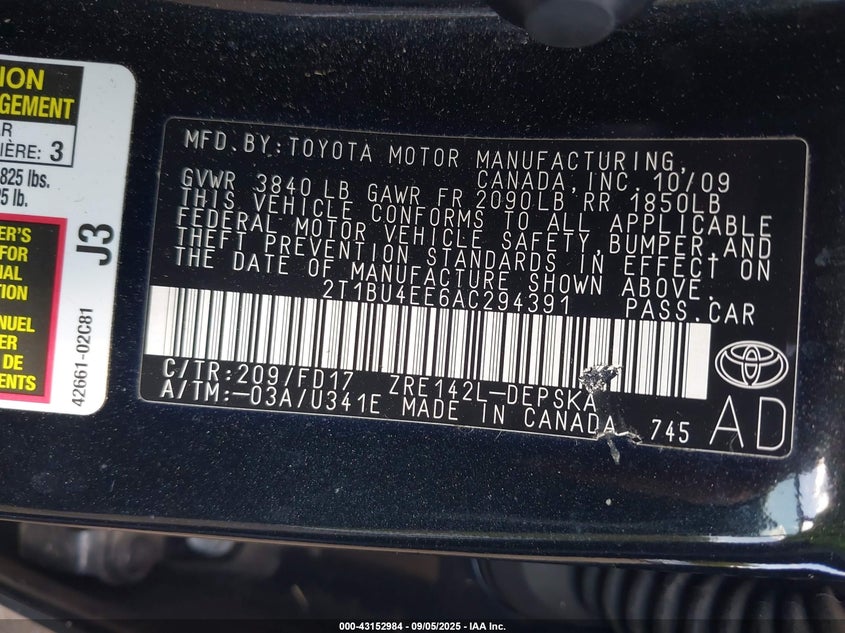 ION
GEMENT
R
IÈRE: 3
825 lbs.
5 lb.
ER'S
FOR
NAL
TION
NUEL
ER
DE
ENTS
J3
42661-02C81
MFD.BY:TOYOTA MOTOR MANUFACTURING,
CANADA,INC. 10/09
GVWR 3840 LB GAWR FR 2090LB RR 1850LB
THIS VEHICLE CONFORMS TO ALL APPLICABLE
FEDERAL MOTOR VEHICLE SAFETY,BUMPER,AND
THEFT PREVENTION STANDARDS IN EFFECT ON
THE DATE OF MANUFACTURE SHOWN ABOVE.
2T1BU4EE6AC294391 PASS.CAR
C/TR:209/FD17 ZRE142L-DEPSKA
A/TM:-03A/U341E MADE IN CANADA 745
AD
000-43152984 - 09/05/2025 - IAA Inc.